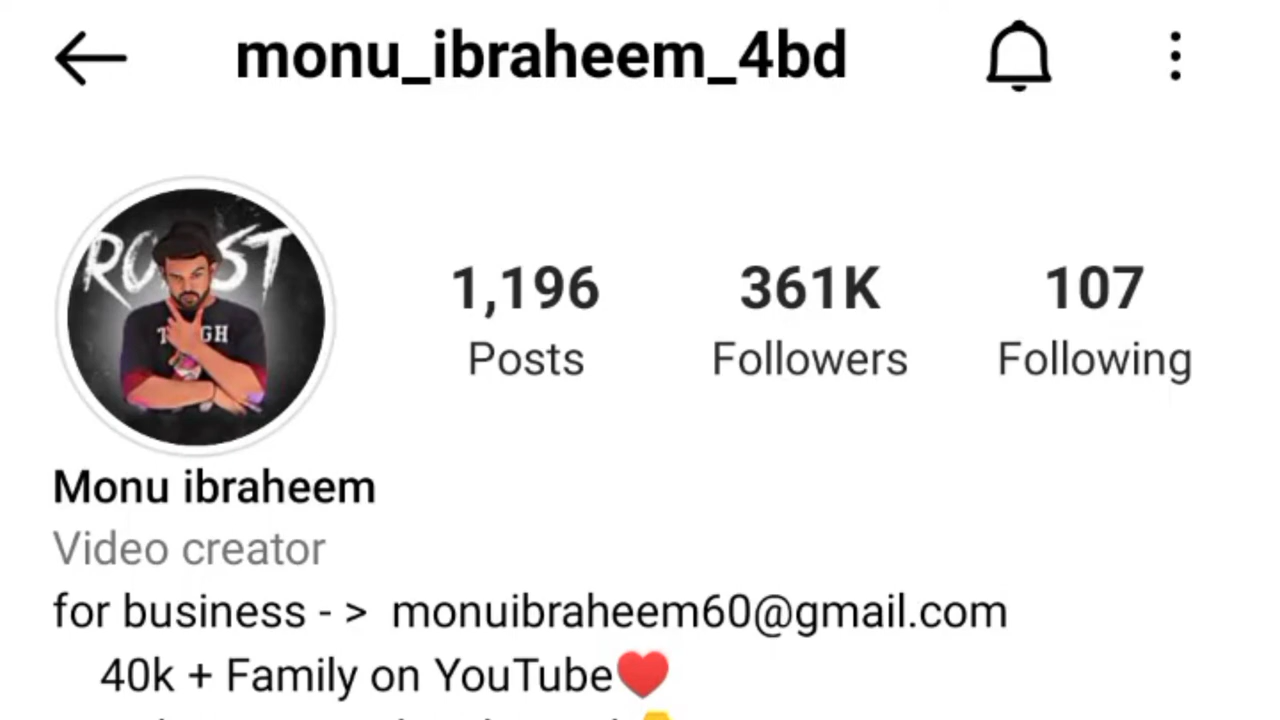 monu_ibraheem_4bd
ROAST
1,196 361K 107
Posts Followers Following
Monu ibraheem
Video creator
for business - > monuibraheem60@gmail.com
40k + Family on YouTube❤️